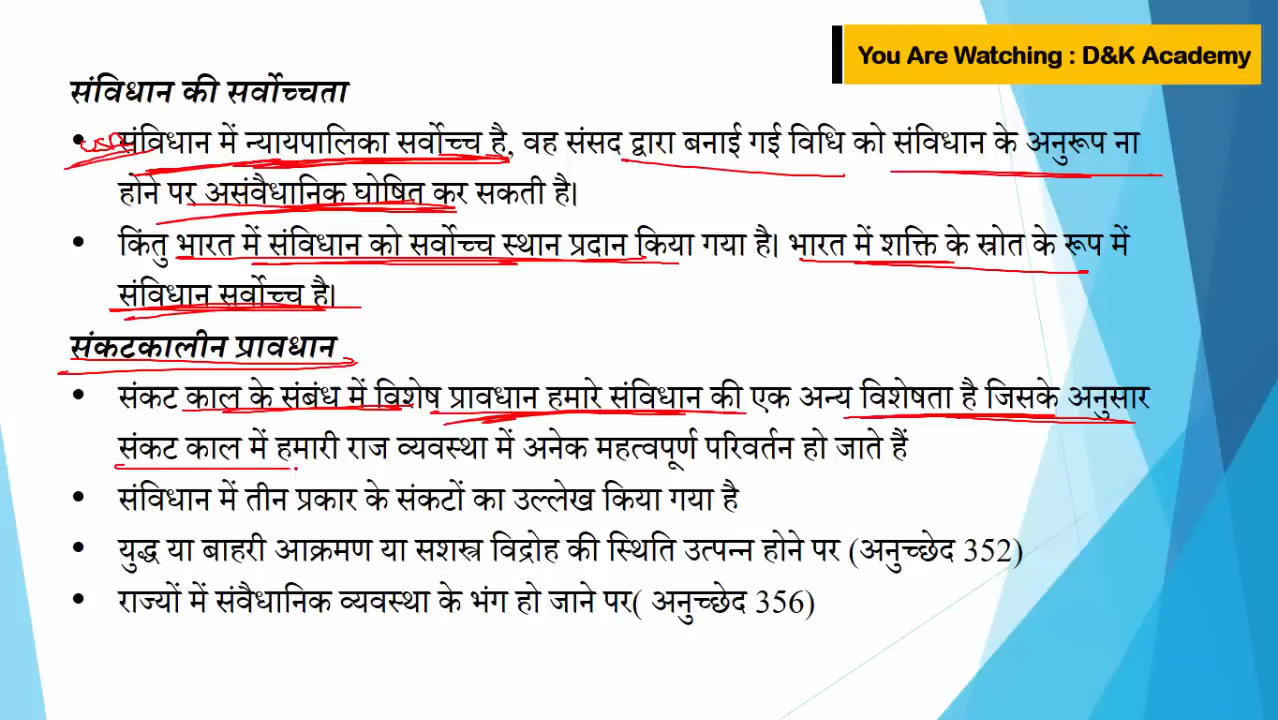 You Are Watching : D&K Academy
संविधान की सर्वोच्चता
• संविधान में न्यायपालिका सर्वोच्च है, वह संसद द्वारा बनाई गई विधि को संविधान के अनुरूप ना
होने पर असंवैधानिक घोषित कर सकती है।
• किंतु भारत में संविधान को सर्वोच्च स्थान प्रदान किया गया है। भारत में शक्ति के स्रोत के रूप में
संविधान सर्वोच्च है।
संकटकालीन प्रावधान
• संकट काल के संबंध में विशेष प्रावधान हमारे संविधान की एक अन्य विशेषता है जिसके अनुसार
संकट काल में हमारी राज व्यवस्था में अनेक महत्वपूर्ण परिवर्तन हो जाते हैं
• संविधान में तीन प्रकार के संकटों का उल्लेख किया गया है
• युद्ध या बाहरी आक्रमण या सशस्त्र विद्रोह की स्थिति उत्पन्न होने पर (अनुच्छेद 352)
• राज्यों में संवैधानिक व्यवस्था के भंग हो जाने पर( अनुच्छेद 356)